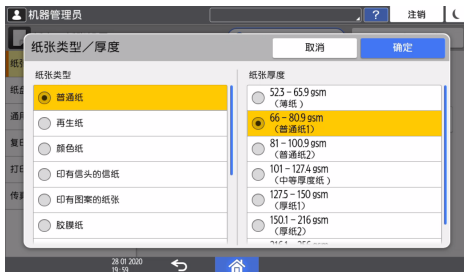 机器管理员
?
注销
纸张类型／厚度
取消
确定
纸张类型
纸张厚度
普通纸
再生纸
颜色纸
印有信头的信纸
印有图案的纸张
胶膜纸
52.3 – 65.9 gsm
（薄纸）
66 – 80.9 gsm
（普通纸1）
81 – 100.9 gsm
（普通纸2）
101 – 127.4 gsm
（中等厚度纸）
127.5 – 150 gsm
（厚纸1）
150.1 – 216 gsm
（厚纸2）
28 01 2020
19:59